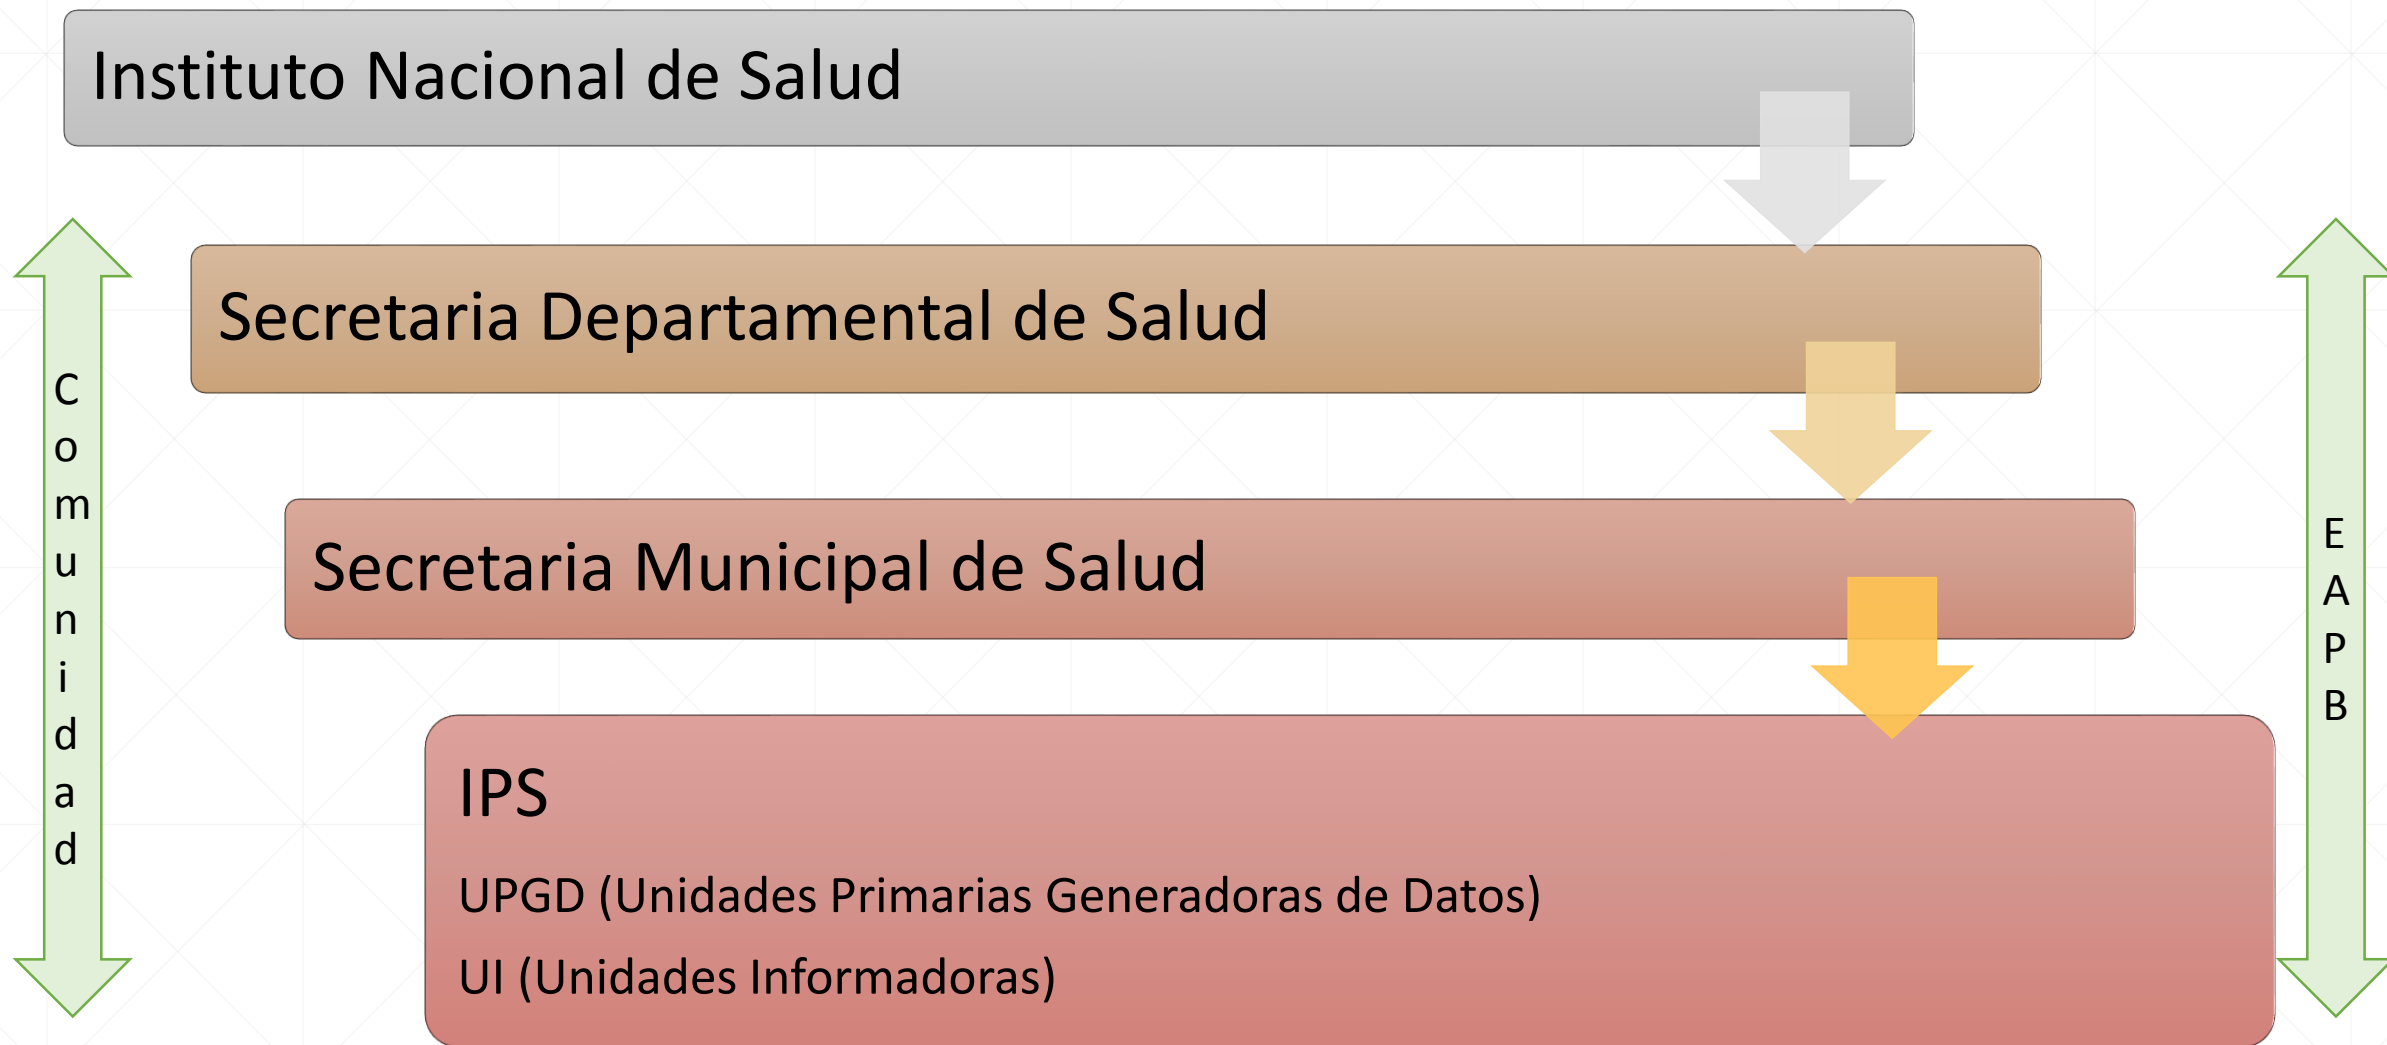 Instituto Nacional de Salud
Secretaria Departamental de Salud
Secretaria Municipal de Salud
IPS
UPGD (Unidades Primarias Generadoras de Datos)
UI (Unidades Informadoras)
Comunidad
EAPB